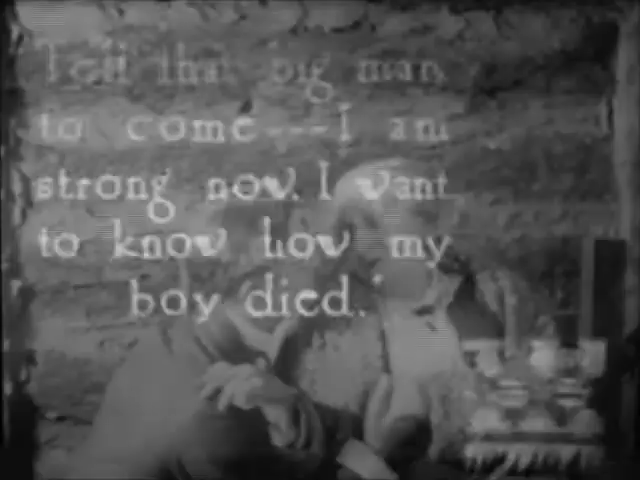 Tell that big man
to come---I am
strong now. I want
to know how my
boy died."